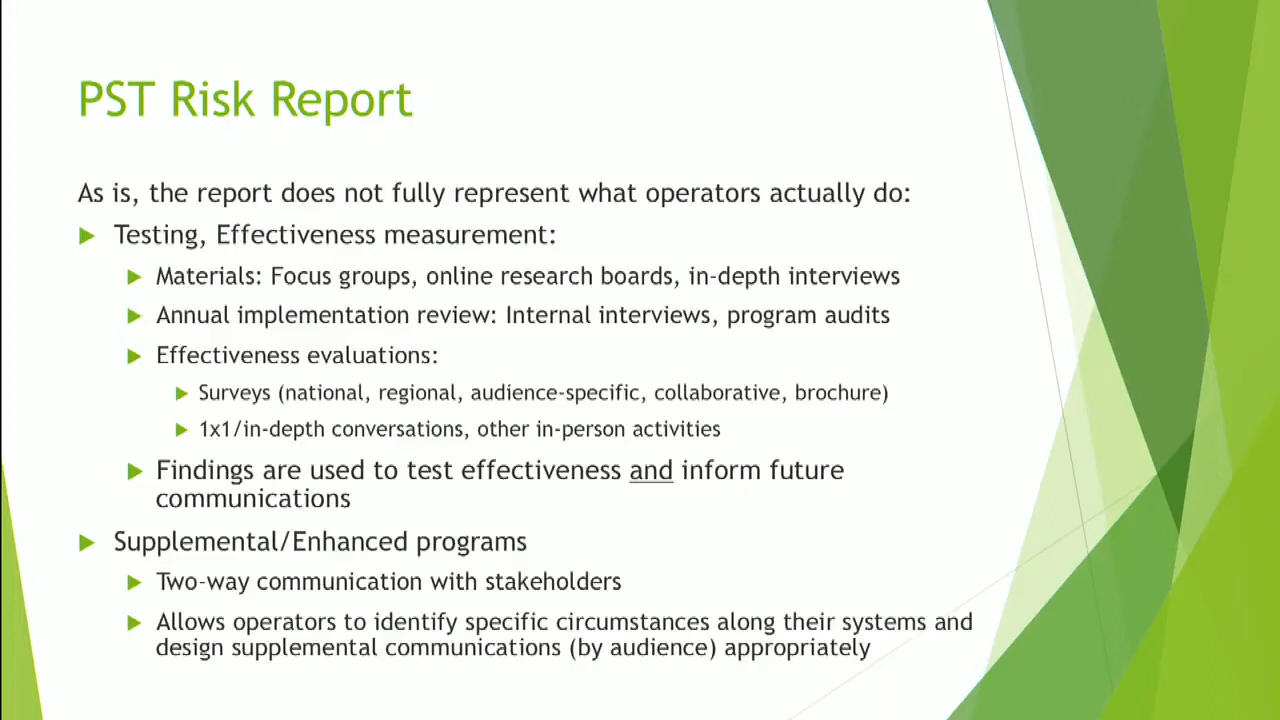 PST Risk Report
As is, the report does not fully represent what operators actually do:
Testing, Effectiveness measurement:
Materials: Focus groups, online research boards, in-depth interviews
Annual implementation review: Internal interviews, program audits
Effectiveness evaluations:
Surveys (national, regional, audience-specific, collaborative, brochure)
1x1/in-depth conversations, other in-person activities
Findings are used to test effectiveness and inform future
communications
Supplemental/Enhanced programs
Two-way communication with stakeholders
Allows operators to identify specific circumstances along their systems and
design supplemental communications (by audience) appropriately